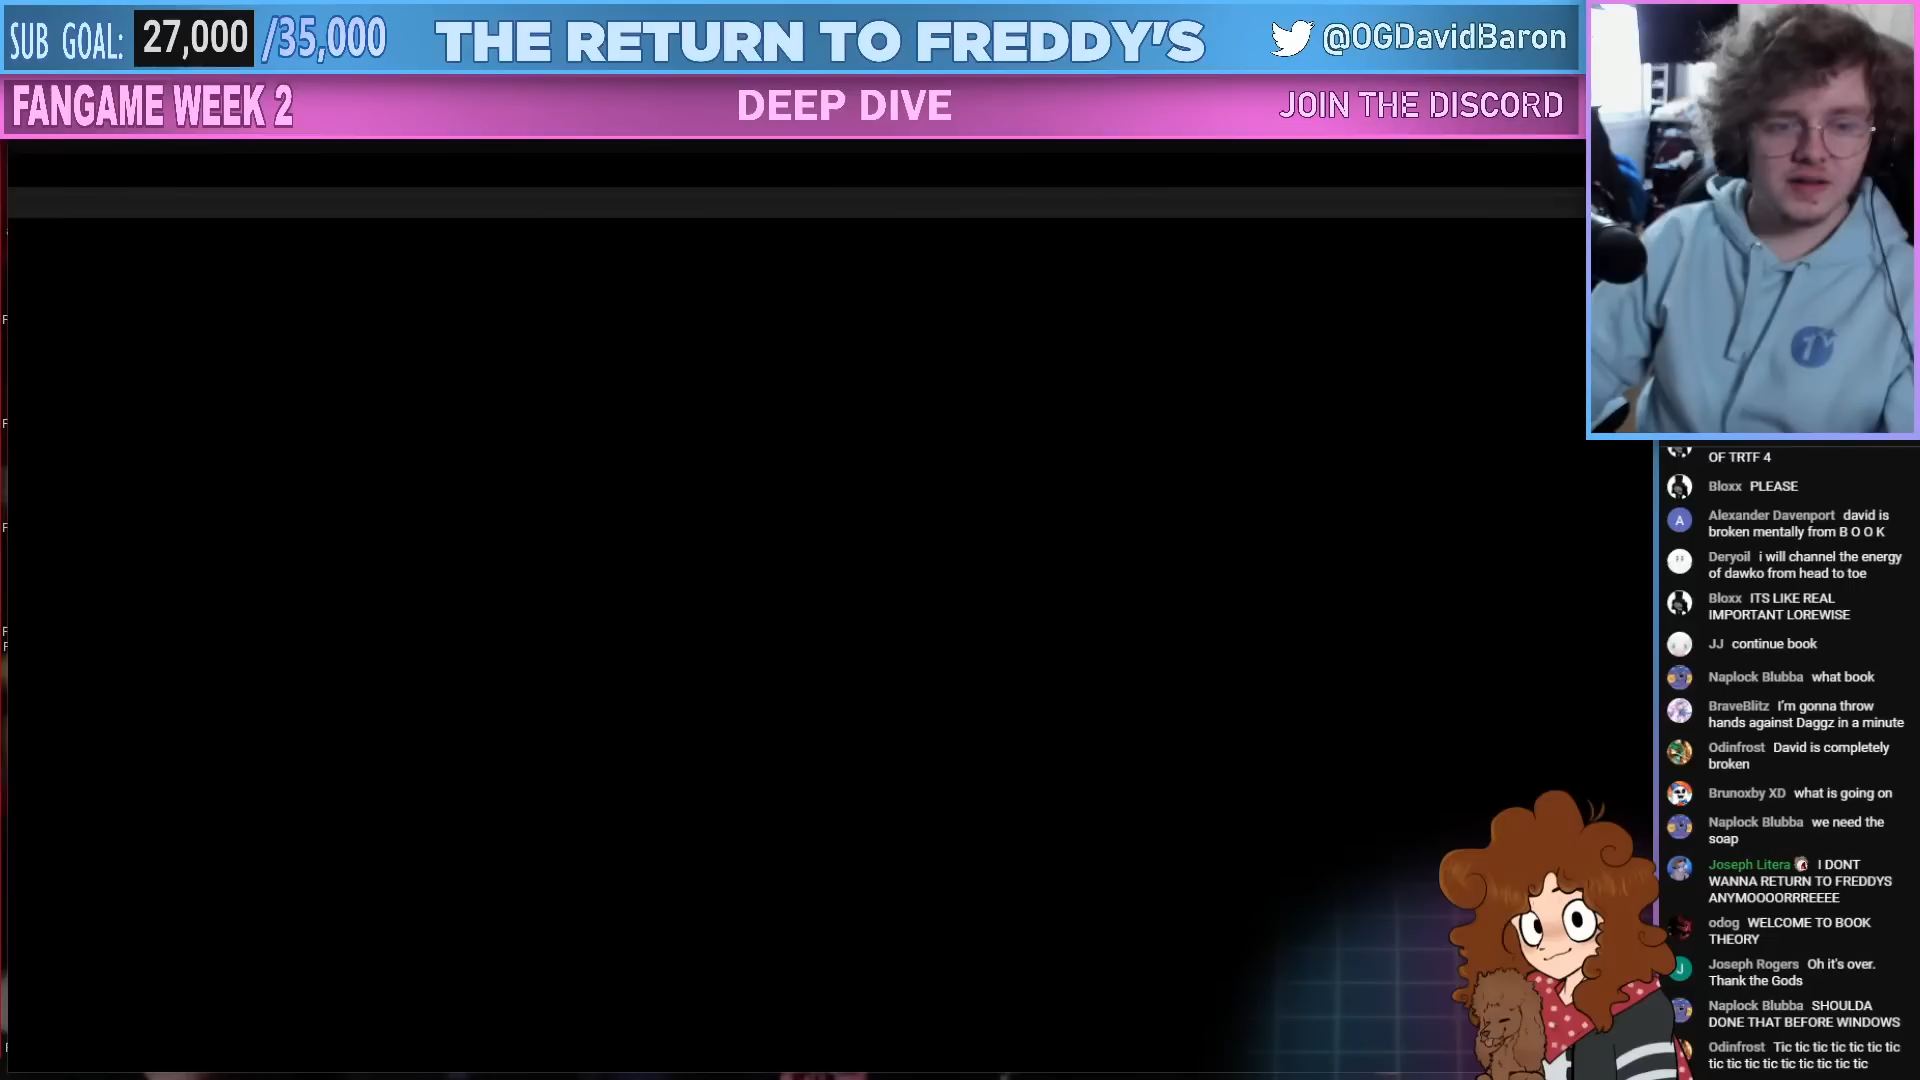 SUB GOAL: 27,000 /35,000
THE RETURN TO FREDDY'S
@OGDavidBaron
FANGAME WEEK 2
DEEP DIVE
JOIN THE DISCORD
OF TRTF 4
Bloxx PLEASE
Alexander Davenport david is
broken mentally from B O O K
Deryoil i will channel the energy
of dawko from head to toe
Bloxx ITS LIKE REAL
IMPORTANT LOREWISE
JJ continue book
Naplock Blubba what book
BraveBlitz I'm gonna throw
hands against Daggz in a minute
Odinfrost David is completely
broken
Brunoxby XD what is going on
Naplock Blubba we need the
soap
Joseph Litera I DONT
WANNA RETURN TO FREDDYS
ANYMOOOORRREEEE
odog WELCOME TO BOOK
THEORY
Joseph Rogers Oh it's over.
Thank the Gods
Naplock Blubba SHOULDA
DONE THAT BEFORE WINDOWS
Odinfrost Tic tic tic tic tic tic tic
tic tic tic tic tic tic tic tic tic